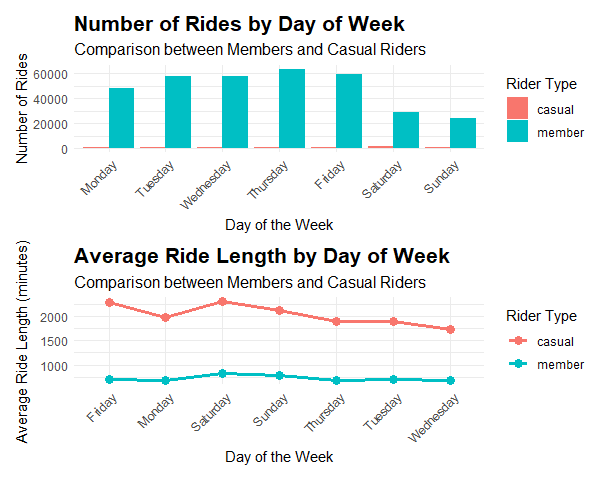 Number of Rides by Day of Week
Comparison between Members and Casual Riders
Number of Rides
60000
40000
20000
0
Monday
Tuesday
Wednesday
Thursday
Friday
Saturday
Sunday
Day of the Week
Rider Type
casual
member
Average Ride Length by Day of Week
Comparison between Members and Casual Riders
Average Ride Length (minutes)
2000
1500
1000
Friday
Monday
Saturday
Sunday
Thursday
Tuesday
Wednesday
Day of the Week
Rider Type
casual
member